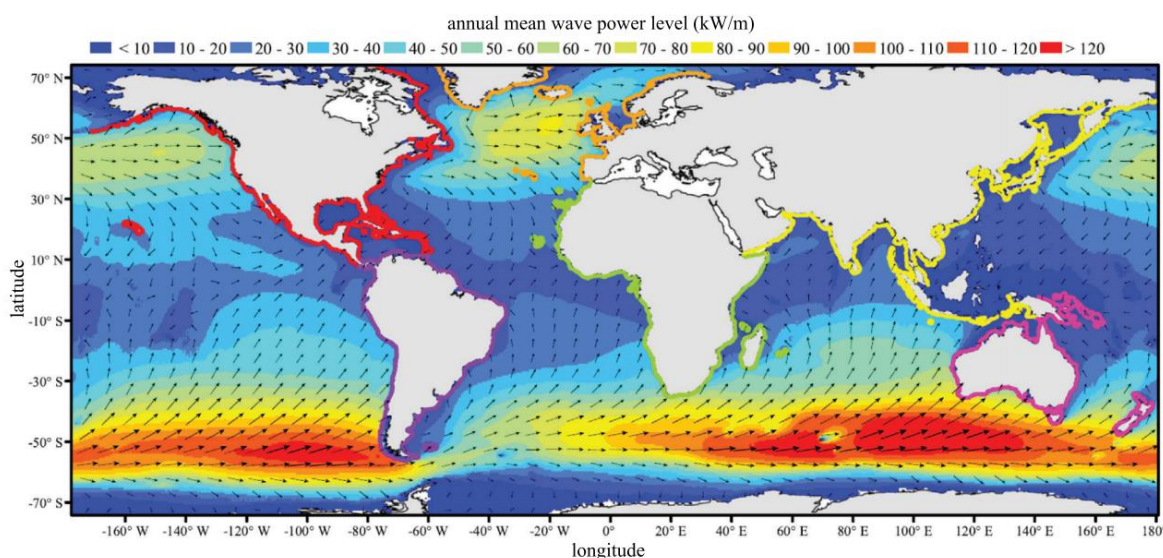 annual mean wave power level (kW/m)
< 10 10 - 20 20 - 30 30 - 40 40 - 50 50 - 60 60 - 70 70 - 80 80 - 90 90 - 100 100 - 110 110 - 120 > 120
70° N
50° N
30° N
10° N
-10° S
-30° S
-50° S
-70° S
latitude
-160° W -140° W -120° W -100° W -80° W -60° W -40° W -20° W 0° 20° E 40° E 60° E 80° E 100° E 120° E 140° E 160° E 180
longitude